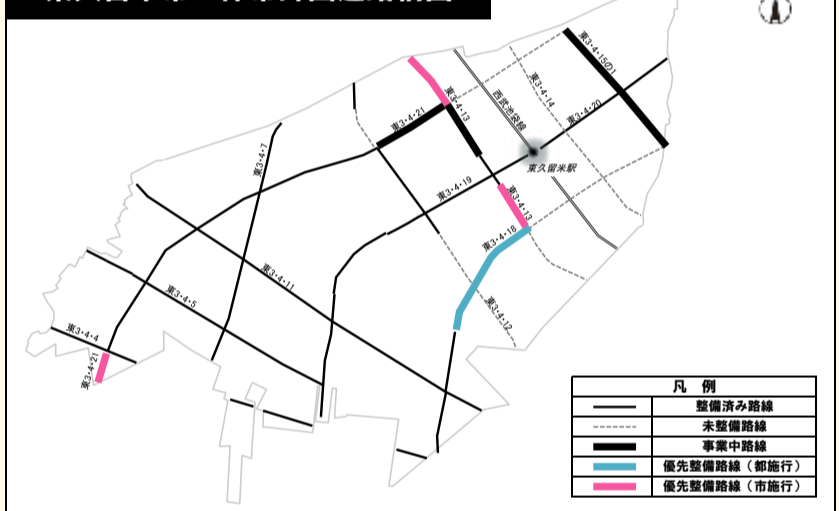 東3・4・15の1
東3・4・14
東3・4・20
東3・4・13
東3・4・21
西武池袋線
東久留米駅
東3・4・7
東3・4・19
東3・4・13
東3・4・18
東3・4・11
東3・4・5
東3・4・12
東3・4・4
東3・4・21
凡 例
整備済み路線
未整備路線
事業中路線
優先整備路線（都施行）
優先整備路線（市施行）